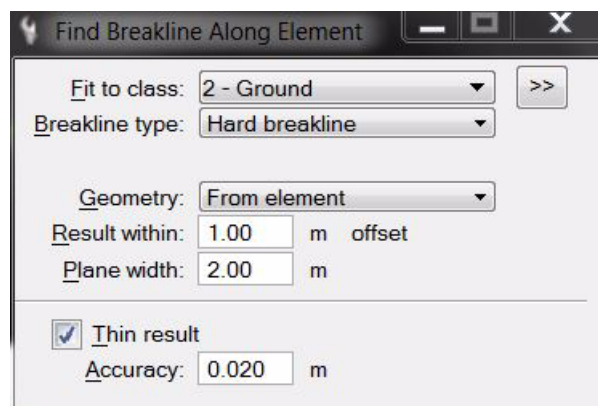 Find Breakline Along Element
Fit to class: 2 - Ground >>
Breakline type: Hard breakline
Geometry: From element
Result within: 1.00 m offset
Plane width: 2.00 m
Thin result
Accuracy: 0.020 m